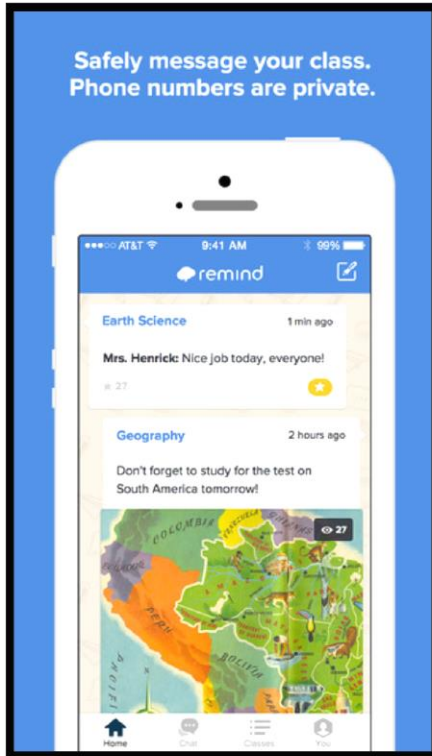 Safely message your class.
Phone numbers are private.
AT&T 9:41 AM 99%
remind
Earth Science 1 min ago
Mrs. Henrick: Nice job today, everyone!
27
Geography 2 hours ago
Don't forget to study for the test on
South America tomorrow!
27
COLOMBIA
VENEZUELA
ECUADOR
PERU
BOLIVIA
Home Chat Classes You